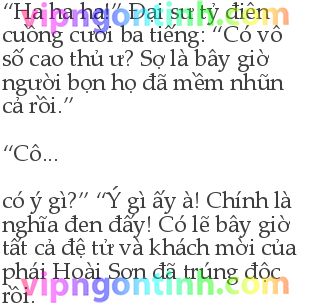 “Ha ha ha!” Đại sư tỷ điên
cuồng cười ba tiếng: “Có vô
số cao thủ ư? Sợ là bây giờ
người bọn họ đã mềm nhũn
cả rồi.”
“Cô...
có ý gì?” “Ý gì ấy à! Chính là
nghĩa đen đấy! Có lẽ bây giờ
tất cả đệ tử và khách mời của
phái Hoài Sơn đã trúng độc
rồi.
vipngontinh.com
vipngontinh.com
vipngontinh.com